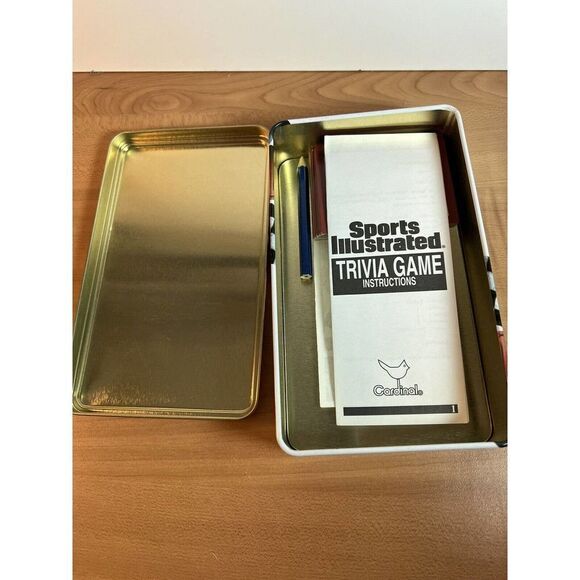 Sports
Illustrated®
TRIVIA GAME
INSTRUCTIONS
Cardinal®
1